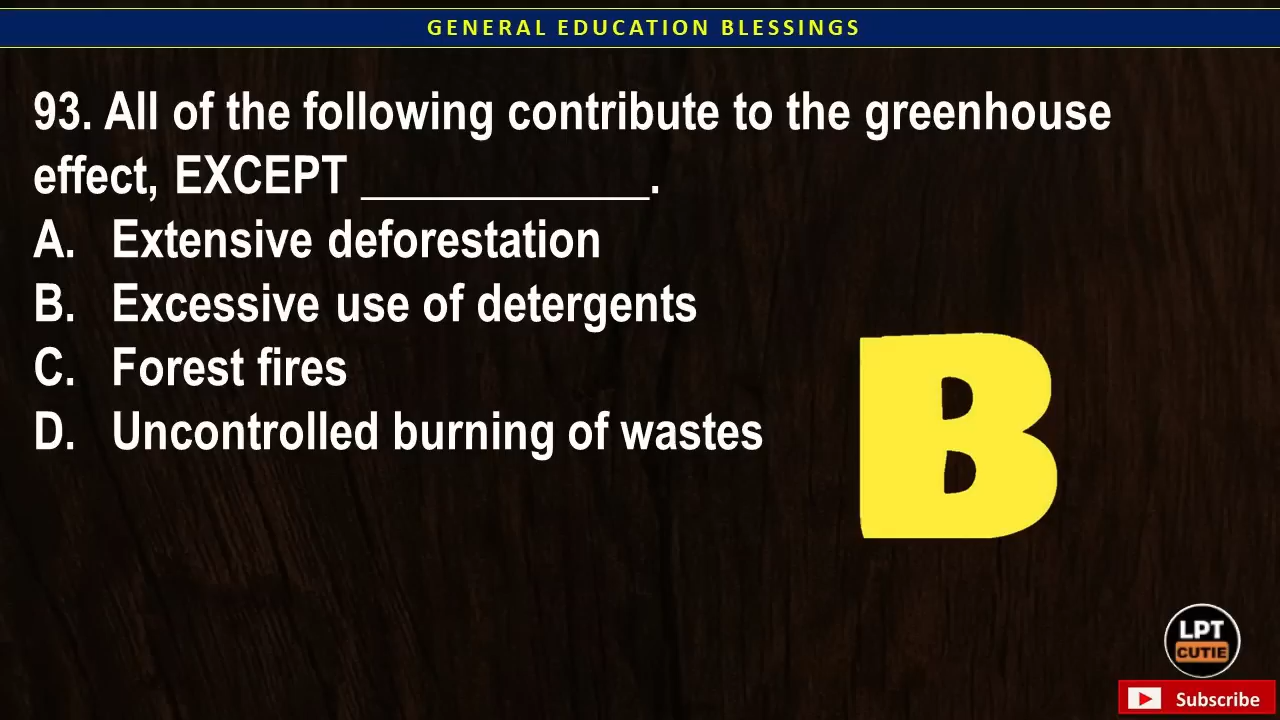 GENERAL EDUCATION BLESSINGS
93. All of the following contribute to the greenhouse
effect, EXCEPT ____________.
A. Extensive deforestation
B. Excessive use of detergents
C. Forest fires
D. Uncontrolled burning of wastes
B
LPT
CUTIE
Subscribe